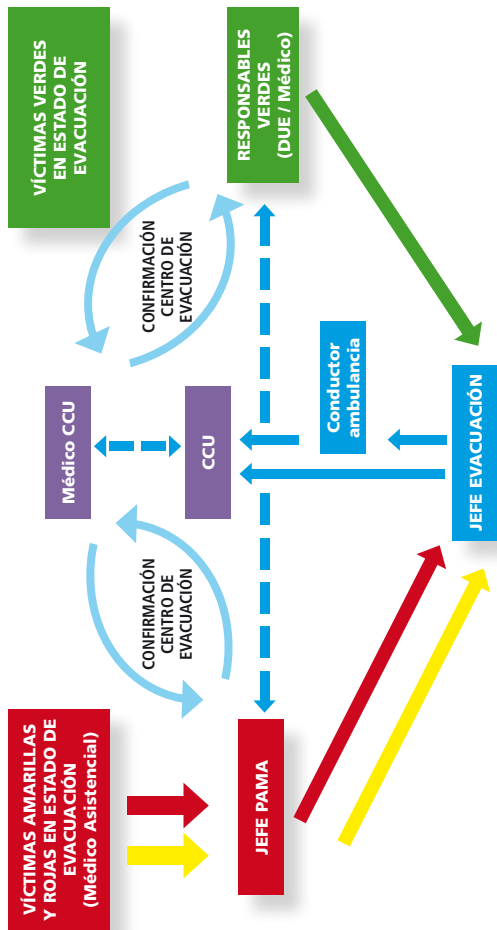 VÍCTIMAS AMARILLAS
Y ROJAS EN ESTADO DE
EVACUACIÓN
(Médico Asistencial)
VÍCTIMAS VERDES
EN ESTADO DE
EVACUACIÓN
Médico CCU
CONFIRMACIÓN
CENTRO DE
EVACUACIÓN
CONFIRMACIÓN
CENTRO DE
EVACUACIÓN
CCU
JEFE PAMA
RESPONSABLES
VERDES
(DUE / Médico)
Conductor
ambulancia
JEFE EVACUACIÓN